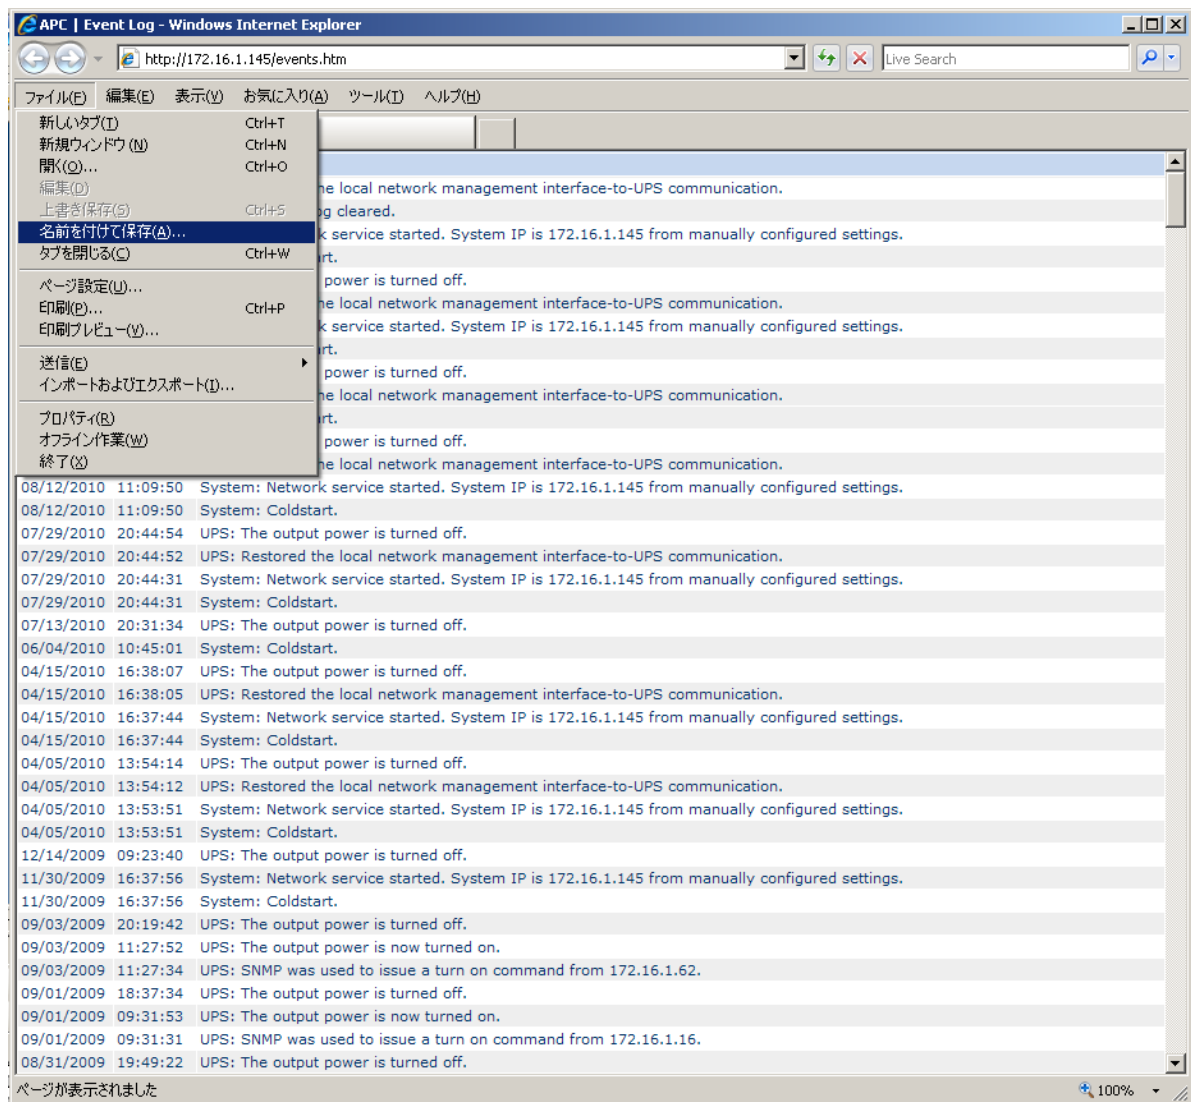 APC | Event Log - Windows Internet Explorer
http://172.16.1.145/events.htm
Live Search
ファイル(F) 編集(E) 表示(V) お気に入り(A) ツール(T) ヘルプ(H)
新しいタブ(T) Ctrl+T
新規ウィンドウ(N) Ctrl+N
開く(O)... Ctrl+O
編集(D)
上書き保存(S) Ctrl+S
名前を付けて保存(A)...
タブを閉じる(C) Ctrl+W
ページ設定(U)...
印刷(P)... Ctrl+P
印刷プレビュー(V)...
送信(E)
インポートおよびエクスポート(I)...
プロパティ(R)
オフライン作業(W)
終了(X)
he local network management interface-to-UPS communication.
og cleared.
k service started. System IP is 172.16.1.145 from manually configured settings.
rt.
power is turned off.
he local network management interface-to-UPS communication.
k service started. System IP is 172.16.1.145 from manually configured settings.
rt.
power is turned off.
he local network management interface-to-UPS communication.
rt.
power is turned off.
he local network management interface-to-UPS communication.
08/12/2010 11:09:50 System: Network service started. System IP is 172.16.1.145 from manually configured settings.
08/12/2010 11:09:50 System: Coldstart.
07/29/2010 20:44:54 UPS: The output power is turned off.
07/29/2010 20:44:52 UPS: Restored the local network management interface-to-UPS communication.
07/29/2010 20:44:31 System: Network service started. System IP is 172.16.1.145 from manually configured settings.
07/29/2010 20:44:31 System: Coldstart.
07/13/2010 20:31:34 UPS: The output power is turned off.
06/04/2010 10:45:01 System: Coldstart.
04/15/2010 16:38:07 UPS: The output power is turned off.
04/15/2010 16:38:05 UPS: Restored the local network management interface-to-UPS communication.
04/15/2010 16:37:44 System: Network service started. System IP is 172.16.1.145 from manually configured settings.
04/15/2010 16:37:44 System: Coldstart.
04/05/2010 13:54:14 UPS: The output power is turned off.
04/05/2010 13:54:12 UPS: Restored the local network management interface-to-UPS communication.
04/05/2010 13:53:51 System: Network service started. System IP is 172.16.1.145 from manually configured settings.
04/05/2010 13:53:51 System: Coldstart.
12/14/2009 09:23:40 UPS: The output power is turned off.
11/30/2009 16:37:56 System: Network service started. System IP is 172.16.1.145 from manually configured settings.
11/30/2009 16:37:56 System: Coldstart.
09/03/2009 20:19:42 UPS: The output power is turned off.
09/03/2009 11:27:52 UPS: The output power is now turned on.
09/03/2009 11:27:34 UPS: SNMP was used to issue a turn on command from 172.16.1.62.
09/01/2009 18:37:34 UPS: The output power is turned off.
09/01/2009 09:31:53 UPS: The output power is now turned on.
09/01/2009 09:31:31 UPS: SNMP was used to issue a turn on command from 172.16.1.16.
08/31/2009 19:49:22 UPS: The output power is turned off.
ページが表示されました 100%